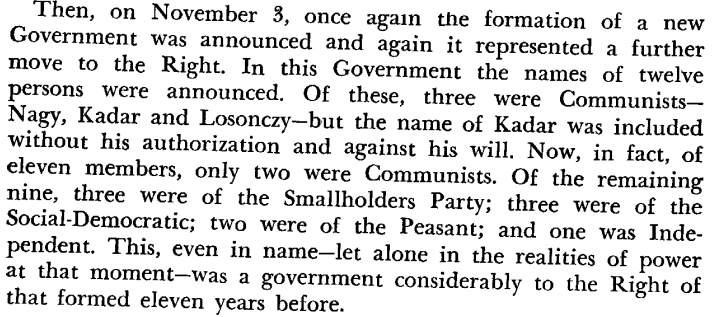 Then, on November 3, once again the formation of a new
Government was announced and again it represented a further
move to the Right. In this Government the names of twelve
persons were announced. Of these, three were Communists—
Nagy, Kadar and Losonczy—but the name of Kadar was included
without his authorization and against his will. Now, in fact, of
eleven members, only two were Communists. Of the remaining
nine, three were of the Smallholders Party; three were of the
Social-Democratic; two were of the Peasant; and one was Inde-
pendent. This, even in name—let alone in the realities of power
at that moment—was a government considerably to the Right of
that formed eleven years before.